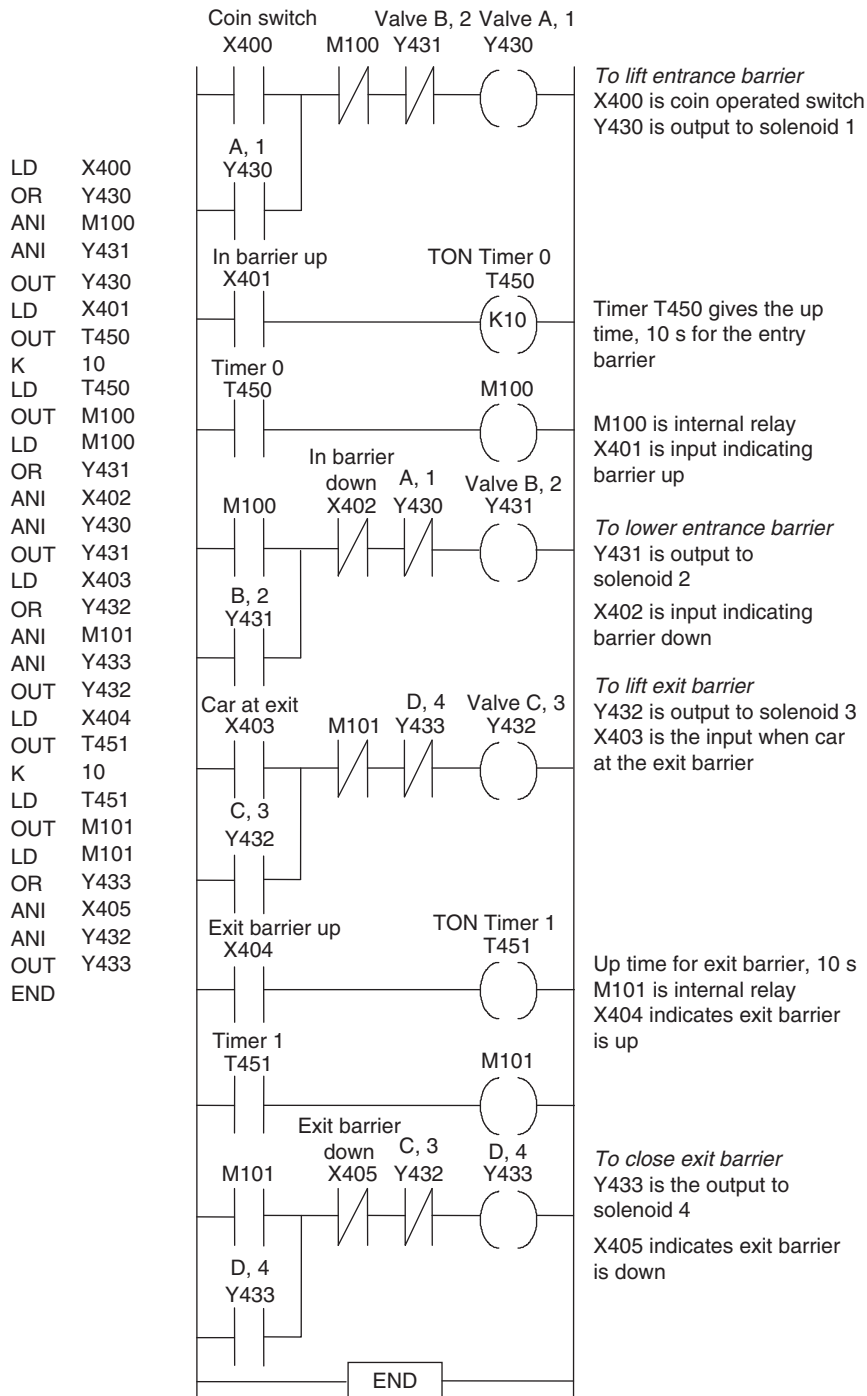 LD X400
OR Y430
ANI M100
ANI Y431
OUT Y430
LD X401
OUT T450
K 10
LD T450
OUT M100
LD M100
OR Y431
ANI X402
ANI Y430
OUT Y431
LD X403
OR Y432
ANI M101
ANI Y433
OUT Y432
LD X404
OUT T451
K 10
LD T451
OUT M101
LD M101
OR Y433
ANI X405
ANI Y432
OUT Y433
END
Coin switch Valve B, 2 Valve A, 1
X400 M100 Y431 Y430
A, 1
Y430
To lift entrance barrier
X400 is coin operated switch
Y430 is output to solenoid 1
In barrier up TON Timer 0
X401 T450
K10
Timer T450 gives the up
time, 10 s for the entry
barrier
Timer 0
T450 M100
M100 is internal relay
X401 is input indicating
barrier up
In barrier
down A, 1 Valve B, 2
M100 X402 Y430 Y431
B, 2
Y431
To lower entrance barrier
Y431 is output to
solenoid 2
X402 is input indicating
barrier down
Car at exit D, 4 Valve C, 3
X403 M101 Y433 Y432
C, 3
Y432
To lift exit barrier
Y432 is output to solenoid 3
X403 is the input when car
at the exit barrier
Exit barrier up TON Timer 1
X404 T451
Up time for exit barrier, 10 s
M101 is internal relay
X404 indicates exit barrier
is up
Timer 1
T451 M101
Exit barrier
down C, 3 D, 4
M101 X405 Y432 Y433
D, 4
Y433
To close exit barrier
Y433 is the output to
solenoid 4
X405 indicates exit barrier
is down
END